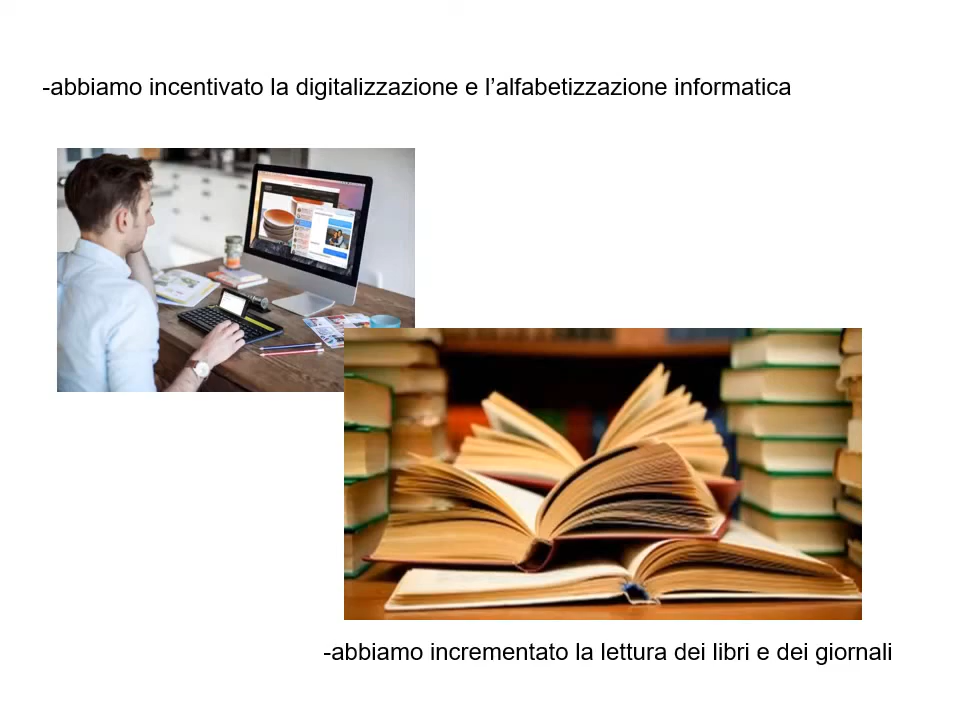 -abbiamo incentivato la digitalizzazione e l’alfabetizzazione informatica
-abbiamo incrementato la lettura dei libri e dei giornali